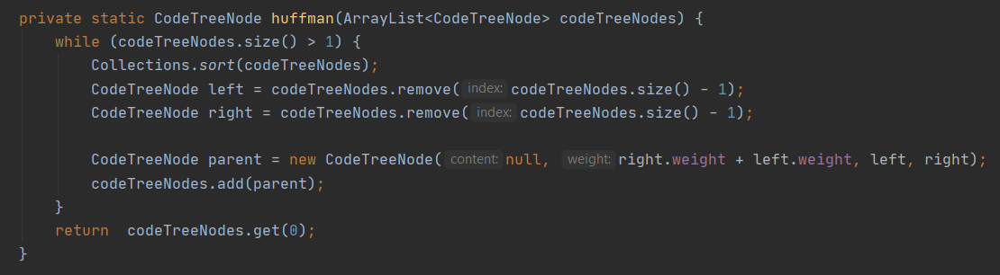 private static CodeTreeNode huffman(ArrayList<CodeTreeNode> codeTreeNodes) {
    while (codeTreeNodes.size() > 1) {
        Collections.sort(codeTreeNodes);
        CodeTreeNode left = codeTreeNodes.remove( index: codeTreeNodes.size() - 1);
        CodeTreeNode right = codeTreeNodes.remove( index: codeTreeNodes.size() - 1);
        CodeTreeNode parent = new CodeTreeNode( content: null, weight: right.weight + left.weight, left, right);
        codeTreeNodes.add(parent);
    }
    return  codeTreeNodes.get(0);
}